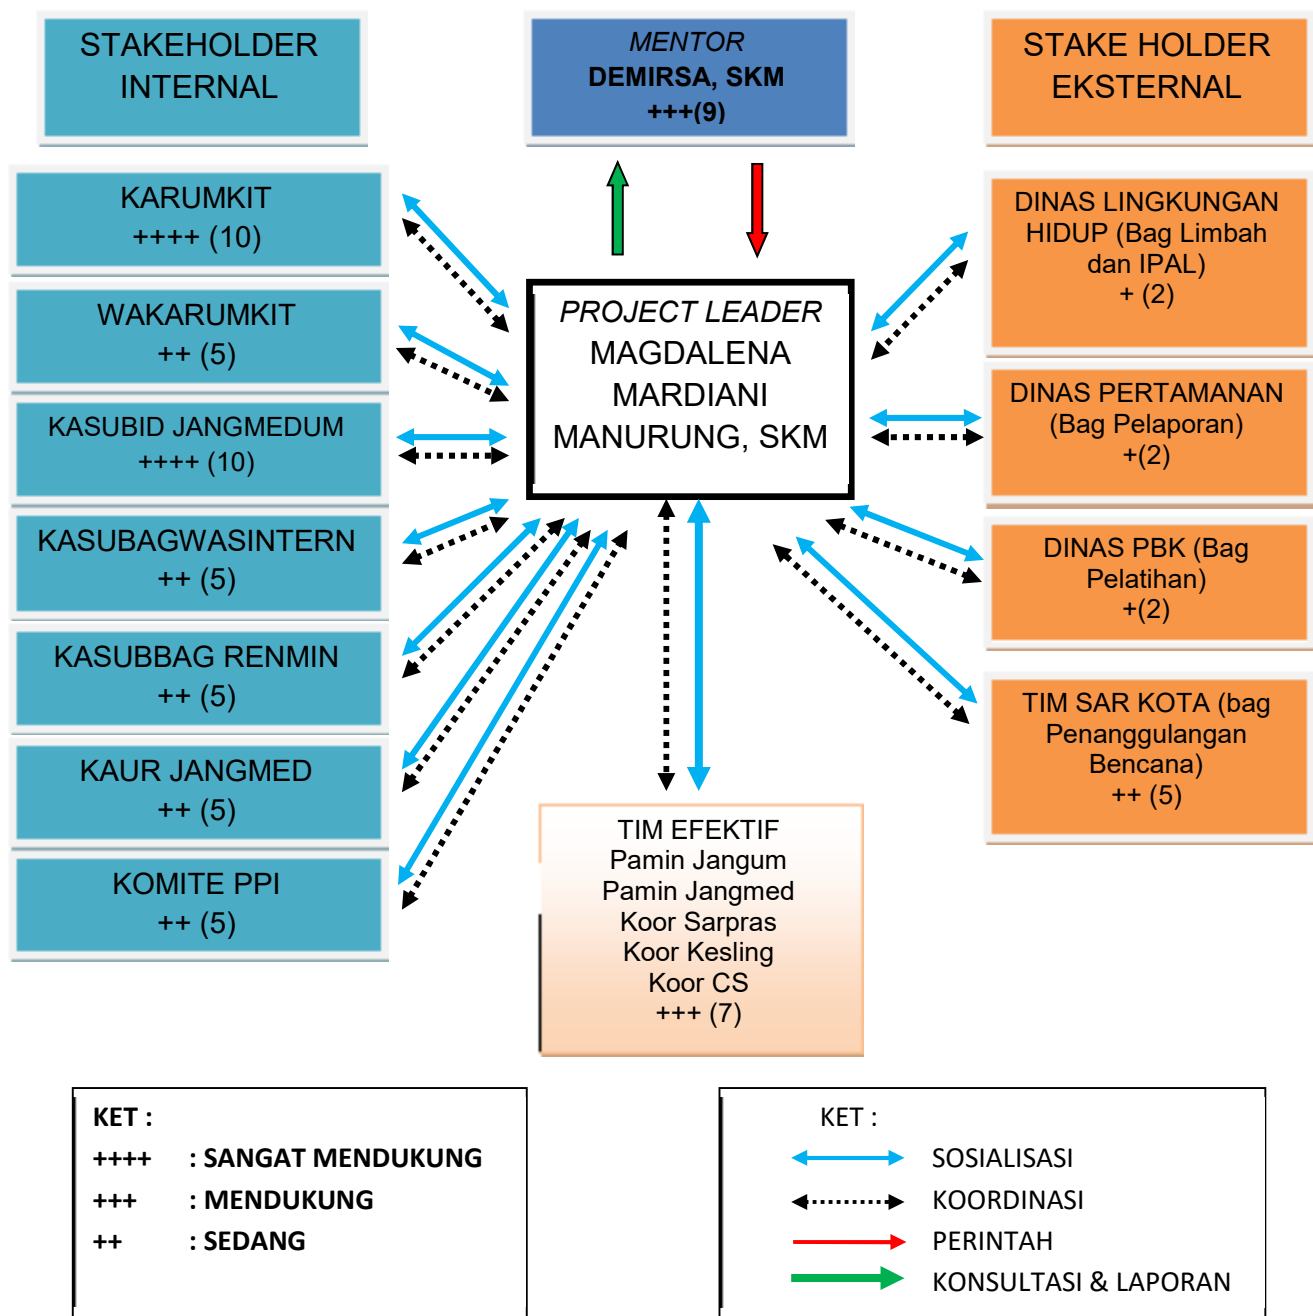 STAKEHOLDER
INTERNAL
MENTOR
DEMIRSA, SKM
+++(9)
STAKE HOLDER
EKSTERNAL
KARUMKIT
++++ (10)
WAKARUMKIT
++ (5)
KASUBID JANGMEDUM
++++ (10)
KASUBAGWASINTERN
++ (5)
KASUBBAG RENMIN
++ (5)
KAUR JANGMED
++ (5)
KOMITE PPI
++ (5)
PROJECT LEADER
MAGDALENA
MARDIANI
MANURUNG, SKM
DINAS LINGKUNGAN
HIDUP (Bag Limbah
dan IPAL)
+ (2)
DINAS PERTAMANAN
(Bag Pelaporan)
+(2)
DINAS PBK (Bag
Pelatihan)
+(2)
TIM SAR KOTA (bag
Penanggulangan
Bencana)
++ (5)
TIM EFEKTIF
Pamin Jangum
Pamin Jangmed
Koor Sarpras
Koor Kesling
Koor CS
+++ (7)
KET :
++++ : SANGAT MENDUKUNG
+++ : MENDUKUNG
++ : SEDANG
KET :
SOSIALISASI
KOORDINASI
PERINTAH
KONSULTASI & LAPORAN